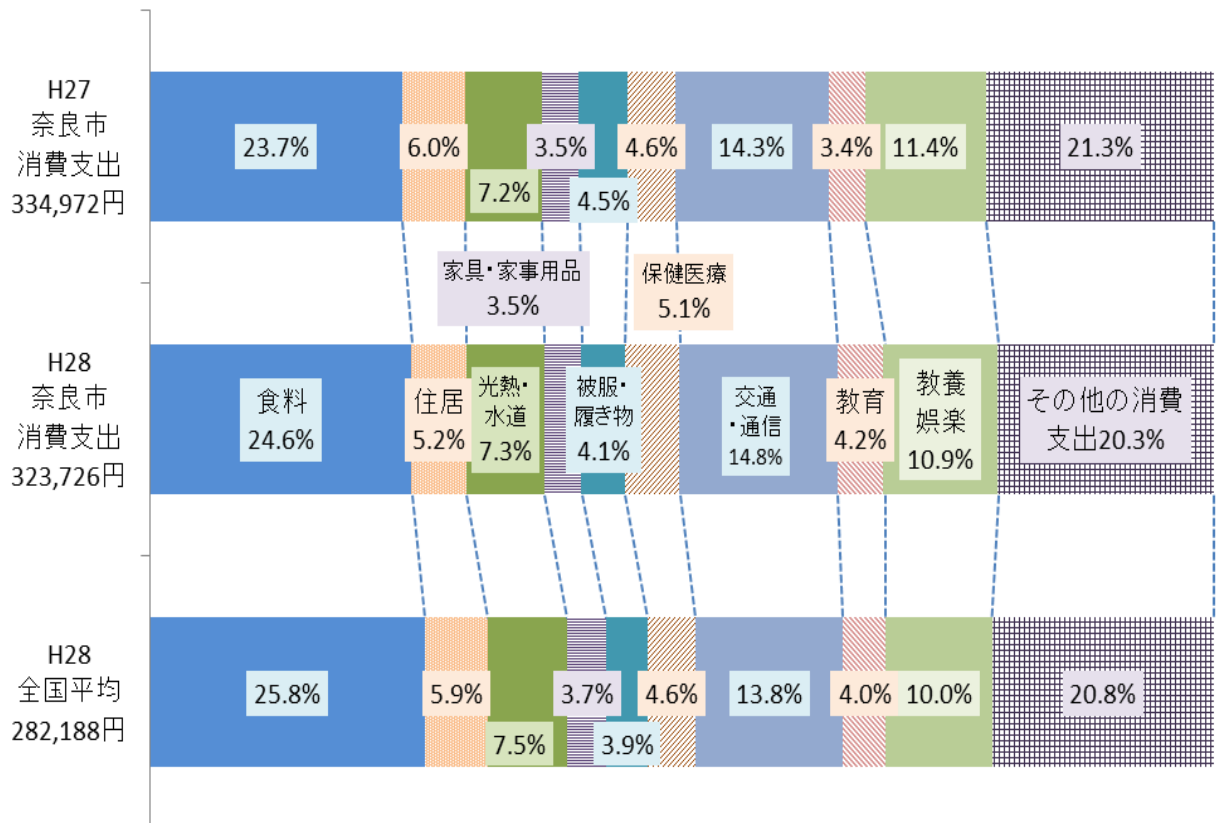 H27
奈良市
消費支出
334,972円
23.7%
6.0%
7.2%
3.5%
4.5%
4.6%
14.3%
3.4%
11.4%
21.3%
家具・家事用品
3.5%
保健医療
5.1%
H28
奈良市
消費支出
323,726円
食料
24.6%
住居
5.2%
光熱・
水道
7.3%
被服・
履き物
4.1%
交通
・通信
14.8%
教育
4.2%
教養
娯楽
10.9%
その他の消費
支出20.3%
H28
全国平均
282,188円
25.8%
5.9%
7.5%
3.7%
3.9%
4.6%
13.8%
4.0%
10.0%
20.8%